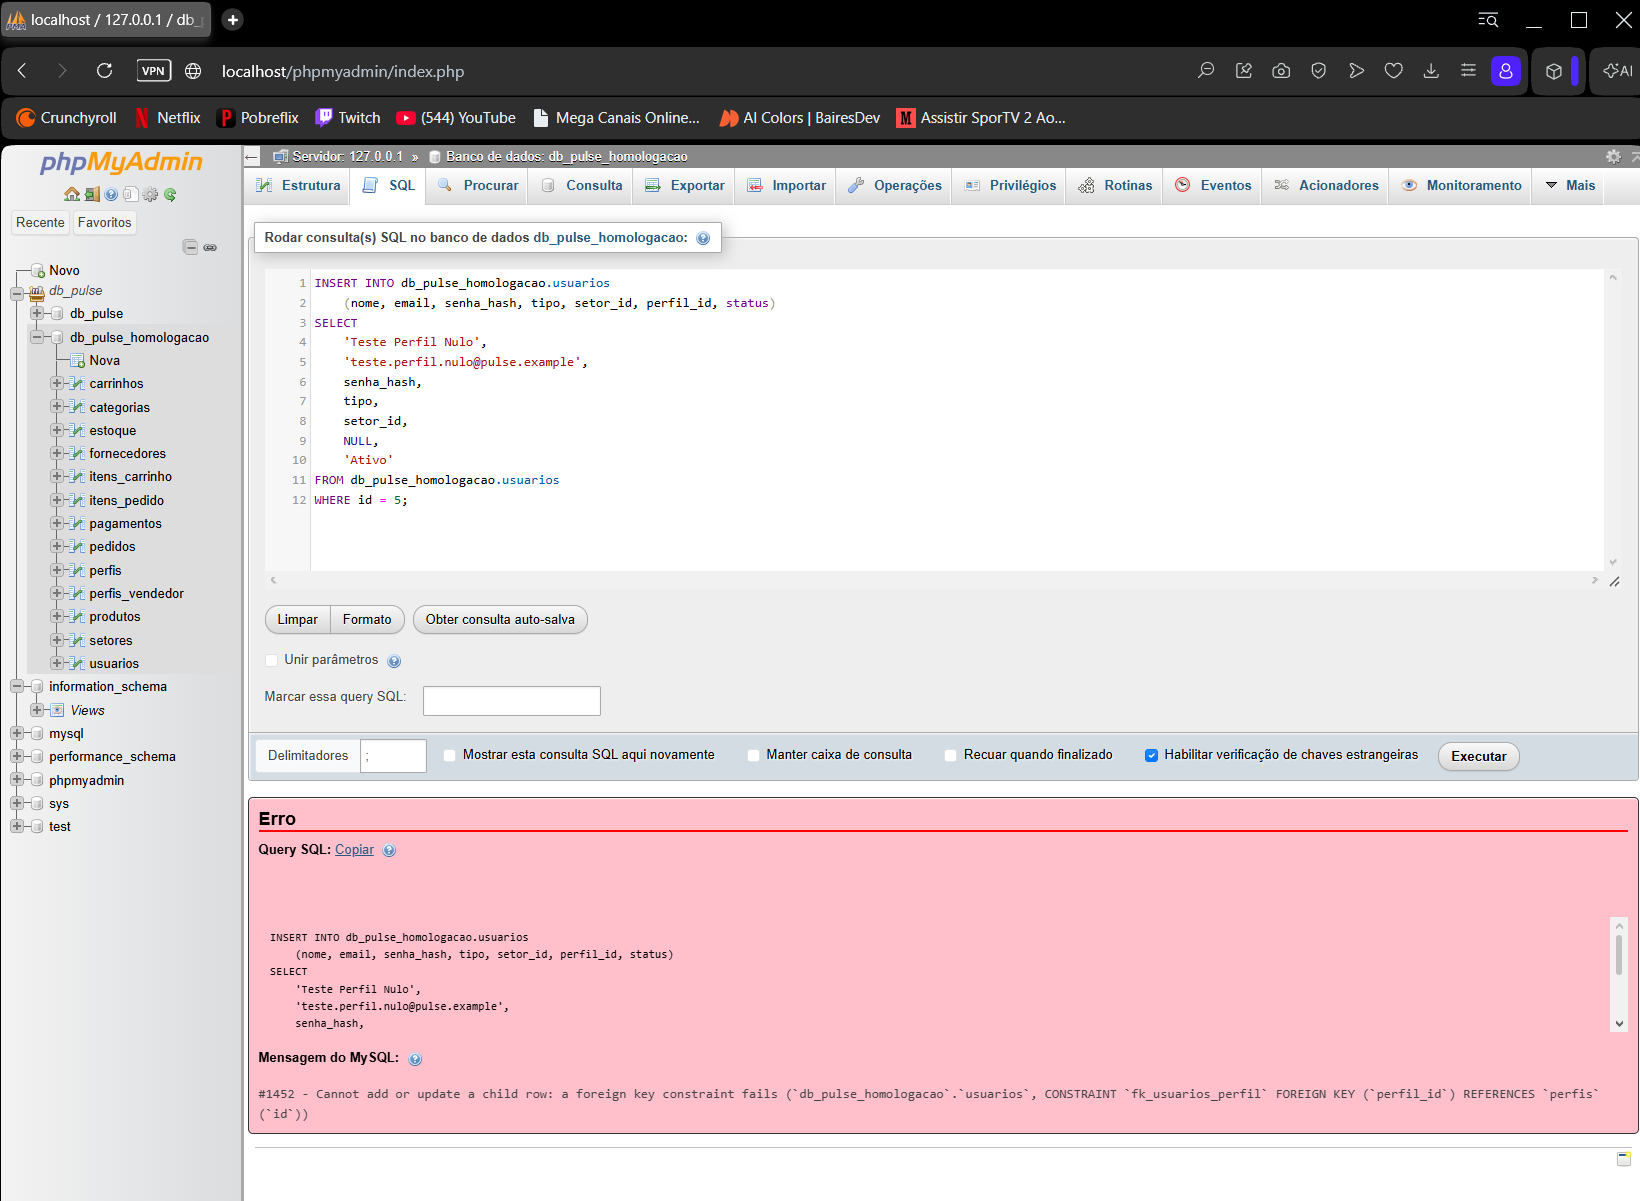 localhost / 127.0.0.1 / db_
VPN
localhost/phpmyadmin/index.php
AI
Crunchyroll
Netflix
Pobreflix
Twitch
(544) YouTube
Mega Canais Online...
AI Colors | BairesDev
Assistir SporTV 2 Ao...
phpMyAdmin
Recente
Favoritos
Novo
db_pulse
db_pulse
db_pulse_homologacao
Nova
carrinhos
categorias
estoque
fornecedores
itens_carrinho
itens_pedido
pagamentos
pedidos
perfis
perfis_vendedor
produtos
setores
usuarios
information_schema
Views
mysql
performance_schema
phpmyadmin
sys
test
Servidor: 127.0.0.1 » Banco de dados: db_pulse_homologacao
Estrutura
SQL
Procurar
Consulta
Exportar
Importar
Operações
Privilégios
Rotinas
Eventos
Acionadores
Monitoramento
Mais
Rodar consulta(s) SQL no banco de dados db_pulse_homologacao:
1 INSERT INTO db_pulse_homologacao.usuarios
2     (nome, email, senha_hash, tipo, setor_id, perfil_id, status)
3 SELECT
4     'Teste Perfil Nulo',
5     'teste.perfil.nulo@pulse.example',
6     senha_hash,
7     tipo,
8     setor_id,
9     NULL,
10     'Ativo'
11 FROM db_pulse_homologacao.usuarios
12 WHERE id = 5;
Limpar
Formato
Obter consulta auto-salva
Unir parâmetros
Marcar essa query SQL:
Delimitadores
;
Mostrar esta consulta SQL aqui novamente
Manter caixa de consulta
Recuar quando finalizado
Habilitar verificação de chaves estrangeiras
Executar
Erro
Query SQL: Copiar
INSERT INTO db_pulse_homologacao.usuarios
    (nome, email, senha_hash, tipo, setor_id, perfil_id, status)
SELECT
    'Teste Perfil Nulo',
    'teste.perfil.nulo@pulse.example',
    senha_hash,
Mensagem do MySQL:
#1452 - Cannot add or update a child row: a foreign key constraint fails (`db_pulse_homologacao`.`usuarios`, CONSTRAINT `fk_usuarios_perfil` FOREIGN KEY (`perfil_id`) REFERENCES `perfis`
(`id`))